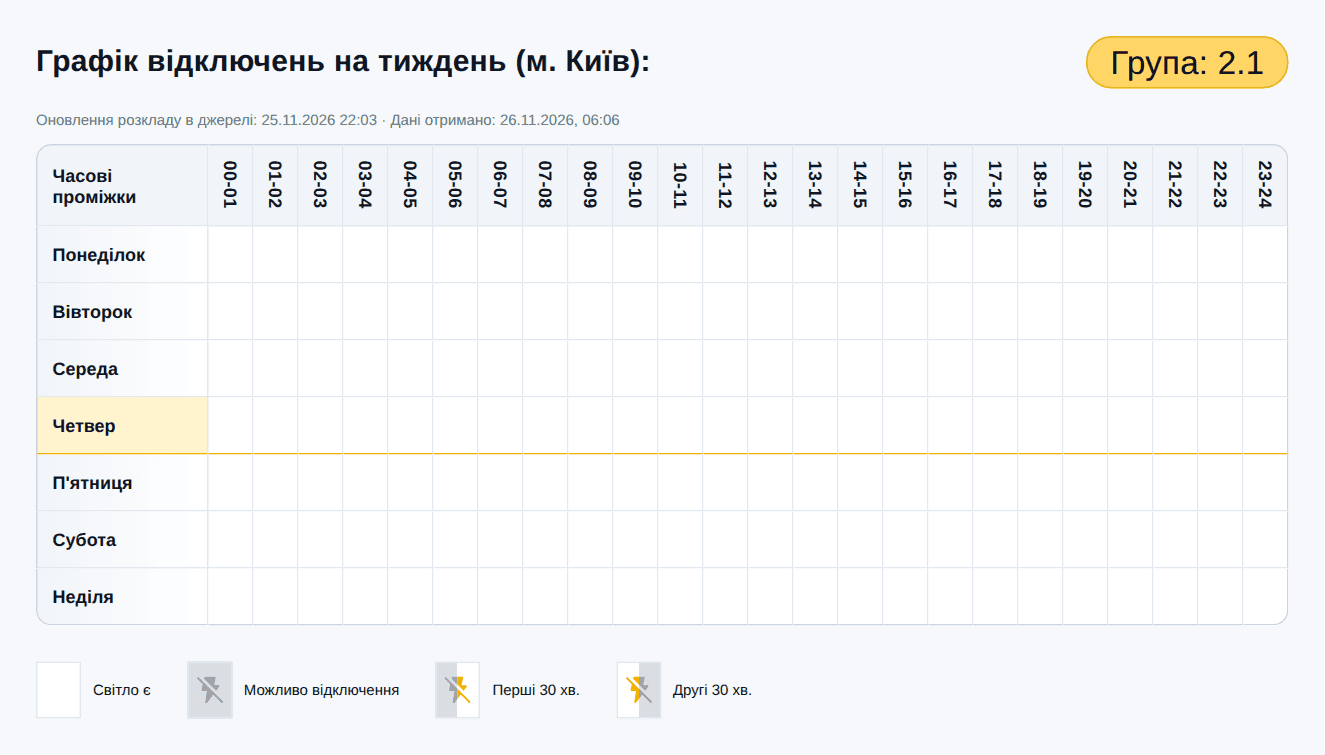 Графік відключень на тиждень (м. Київ):
Група: 2.1
Оновлення розкладу в джерелі: 25.11.2026 22:03 · Дані отримано: 26.11.2026, 06:06
Часові
проміжки
00-01
01-02
02-03
03-04
04-05
05-06
06-07
07-08
08-09
09-10
10-11
11-12
12-13
13-14
14-15
15-16
16-17
17-18
18-19
19-20
20-21
21-22
22-23
23-24
Понеділок
Вівторок
Середа
Четвер
П'ятниця
Субота
Неділя
Світло є
Можливо відключення
Перші 30 хв.
Другі 30 хв.